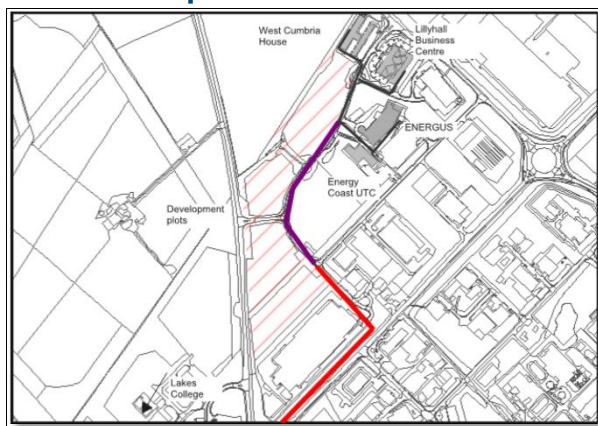 West Cumbria
House
Lillyhall
Business
Centre
ENERGUS
Energy
Coast UTC
Development
plots
Lakes
College